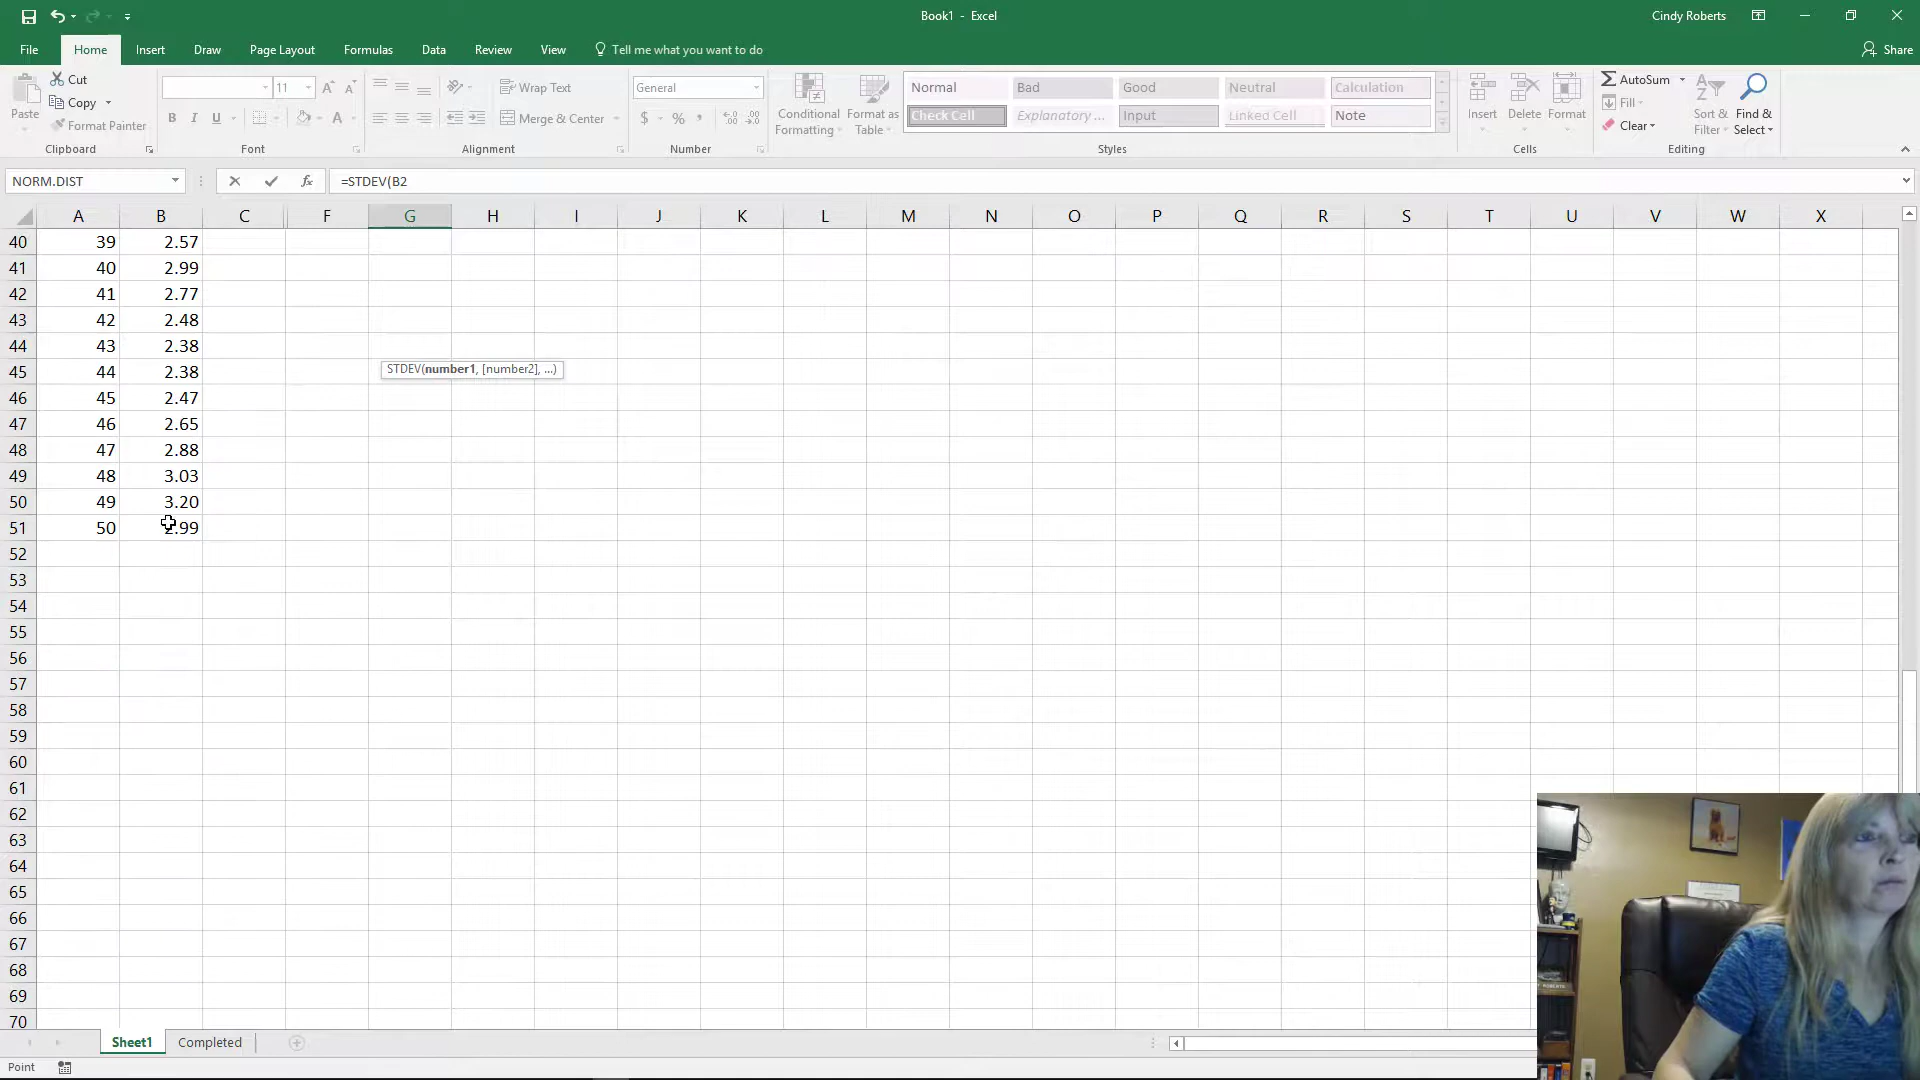 Book1 - Excel
Cindy Roberts
File Home Insert Draw Page Layout Formulas Data Review View Tell me what you want to do
Share
Paste
Cut
Copy
Format Painter
Clipboard
11
B I U
Font
Wrap Text
Merge & Center
Alignment
General
$ % ,
Number
Conditional Formatting
Format as Table
Normal Bad Good Neutral Calculation
Check Cell Explanatory ... Input Linked Cell Note
Styles
Insert Delete Format
Cells
AutoSum
Fill
Clear
Sort & Filter
Find & Select
Editing
NORM.DIST
fx
=STDEV(B2
A B C F G H I J K L M N O P Q R S T U V W X
40 39 2.57
41 40 2.99
42 41 2.77
43 42 2.48
44 43 2.38
45 44 2.38
46 45 2.47
47 46 2.65
48 47 2.88
49 48 3.03
50 49 3.20
51 50 2.99
52
53
54
55
56
57
58
59
60
61
62
63
64
65
66
67
68
69
70
STDEV(number1, [number2], ...)
Sheet1 Completed
Point